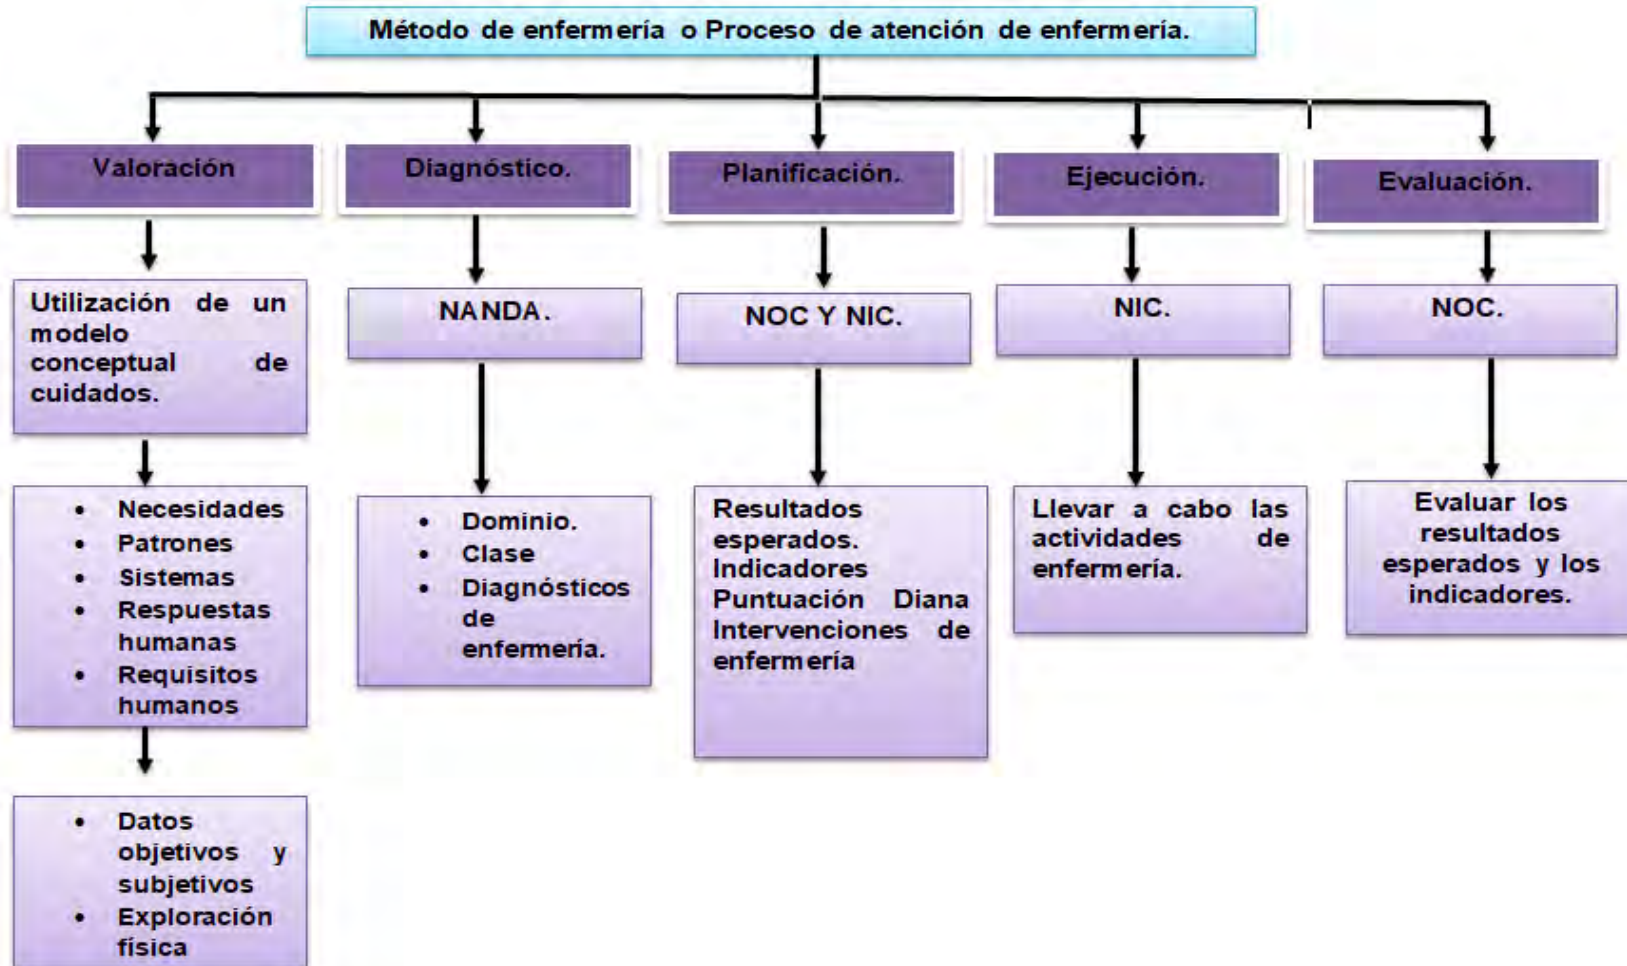 Método de enfermería o Proceso de atención de enfermería.
Valoración
Diagnóstico.
Planificación.
Ejecución.
Evaluación.
Utilización de un
modelo
conceptual de
cuidados.
NANDA.
NOC Y NIC.
NIC.
NOC.
• Necesidades
• Patrones
• Sistemas
• Respuestas
humanas
• Requisitos
humanos
• Dominio.
• Clase
• Diagnósticos
de
enfermería.
Resultados
esperados.
Indicadores
Puntuación Diana
Intervenciones de
enfermería
Llevar a cabo las
actividades de
enfermería.
Evaluar los
resultados
esperados y los
indicadores.
• Datos
objetivos y
subjetivos
• Exploración
física